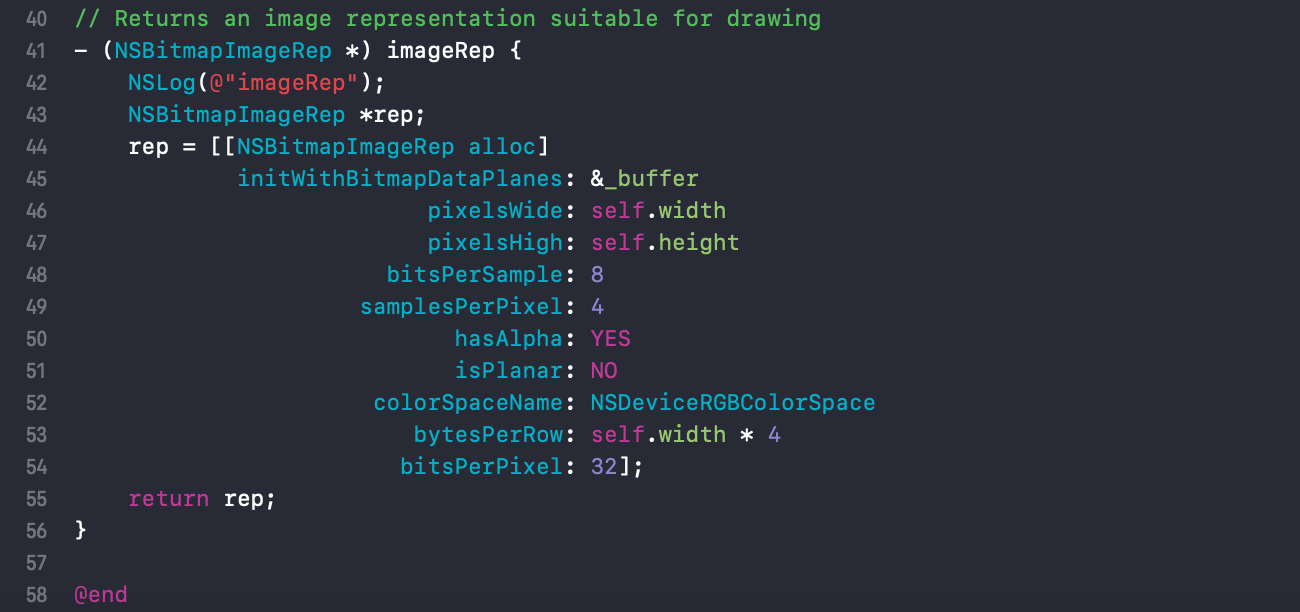 40 // Returns an image representation suitable for drawing
41 - (NSBitmapImageRep *) imageRep {
42     NSLog(@"imageRep");
43     NSBitmapImageRep *rep;
44     rep = [[NSBitmapImageRep alloc]
45             initWithBitmapDataPlanes: &_buffer
46                           pixelsWide: self.width
47                           pixelsHigh: self.height
48                        bitsPerSample: 8
49                      samplesPerPixel: 4
50                             hasAlpha: YES
51                             isPlanar: NO
52                       colorSpaceName: NSDeviceRGBColorSpace
53                          bytesPerRow: self.width * 4
54                         bitsPerPixel: 32];
55     return rep;
56 }
57
58 @end